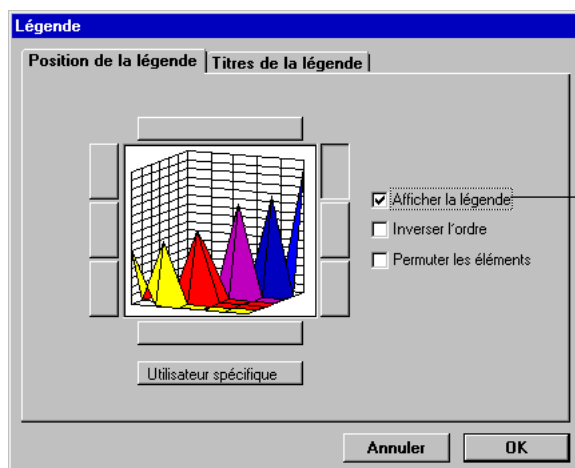 Légende
Position de la légende
Titres de la légende
Afficher la légende
Inverser l'ordre
Permuter les éléments
Utilisateur spécifique
Annuler
OK